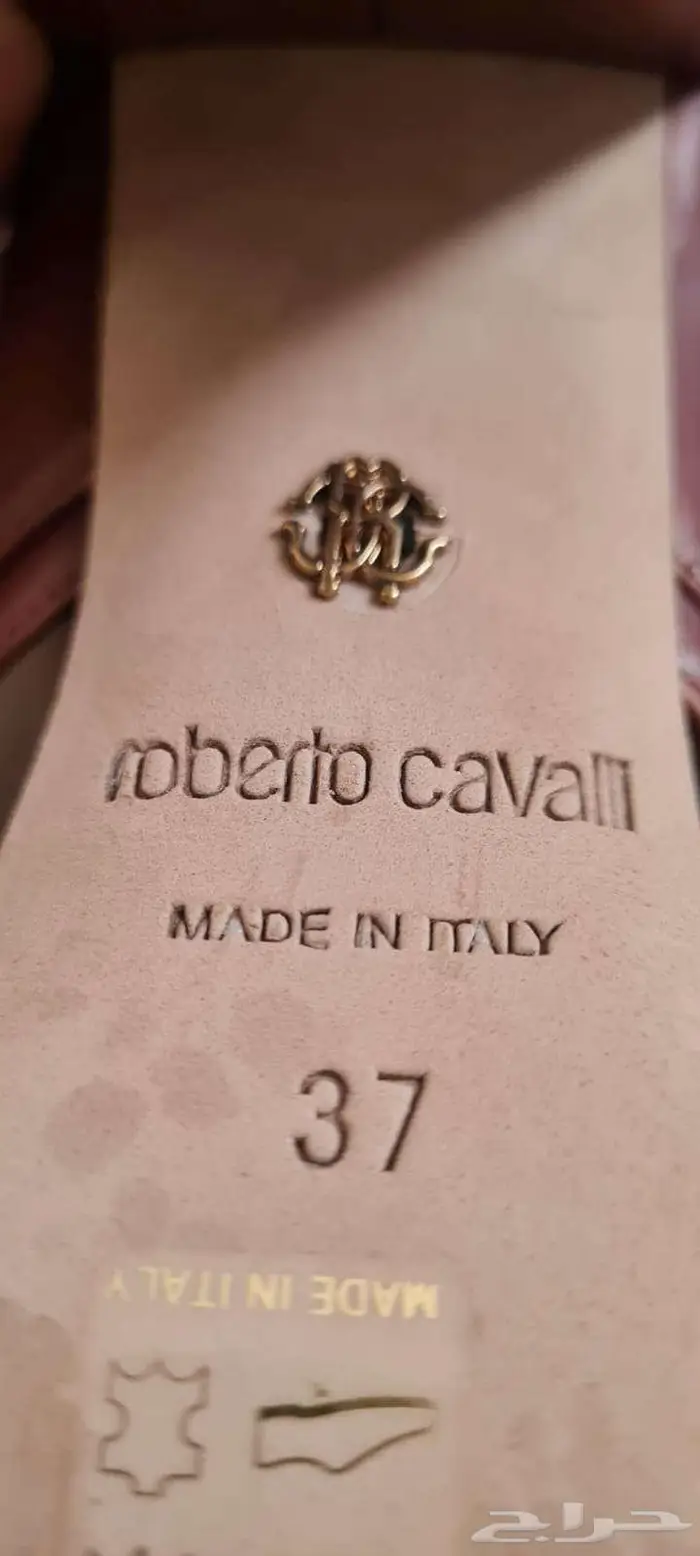 roberto cavalli
MADE IN ITALY
37
MADE IN ITALY
حراج